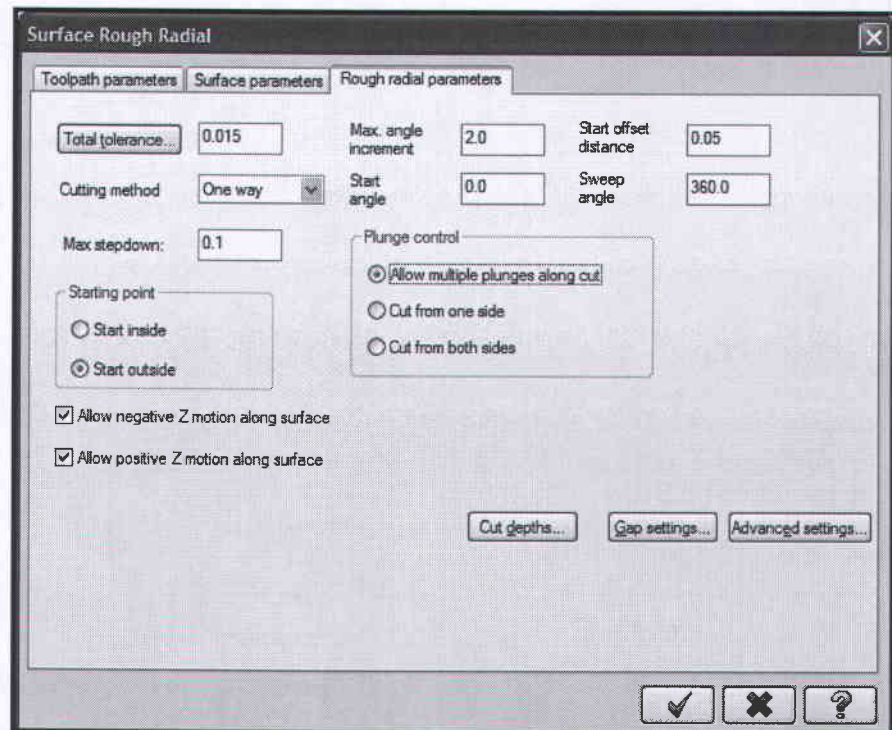 Surface Rough Radial
Toolpath parameters Surface parameters Rough radial parameters
Total tolerance... 0.015 Max. angle increment 2.0 Start offset distance 0.05
Cutting method One way Start angle 0.0 Sweep angle 360.0
Max stepdown: 0.1
Plunge control
Allow multiple plunges along cut
Cut from one side
Cut from both sides
Starting point
Start inside
Start outside
Allow negative Z motion along surface
Allow positive Z motion along surface
Cut depths... Gap settings... Advanced settings...